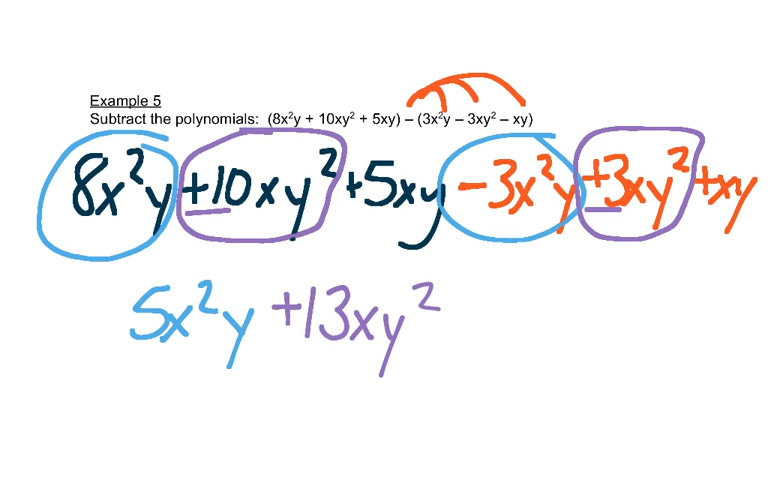 Example 5
Subtract the polynomials: (8x²y + 10xy² + 5xy) – (3x²y – 3xy² – xy)
8x²y +10xy² +5xy -3x²y +3xy² +xy
5x²y +13xy²